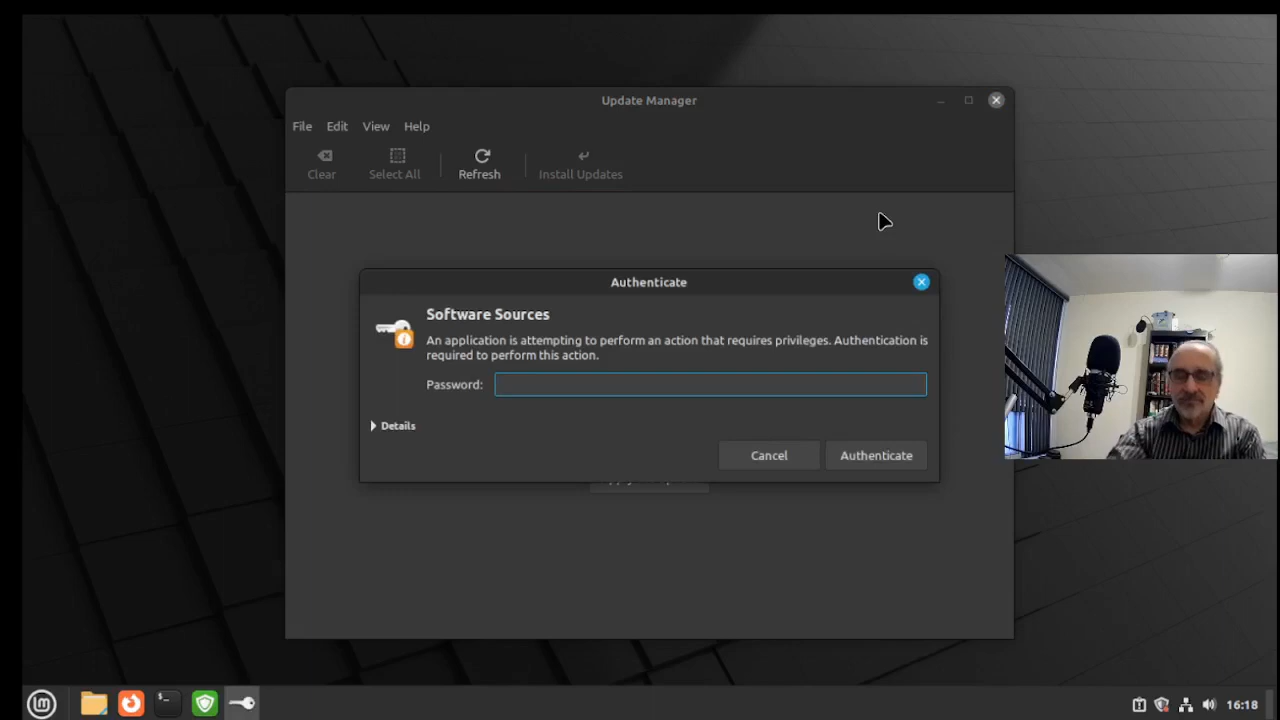 Update Manager
File Edit View Help
Clear Select All Refresh Install Updates
Authenticate
Software Sources
An application is attempting to perform an action that requires privileges. Authentication is
required to perform this action.
Password:
Details
Cancel Authenticate
16:18